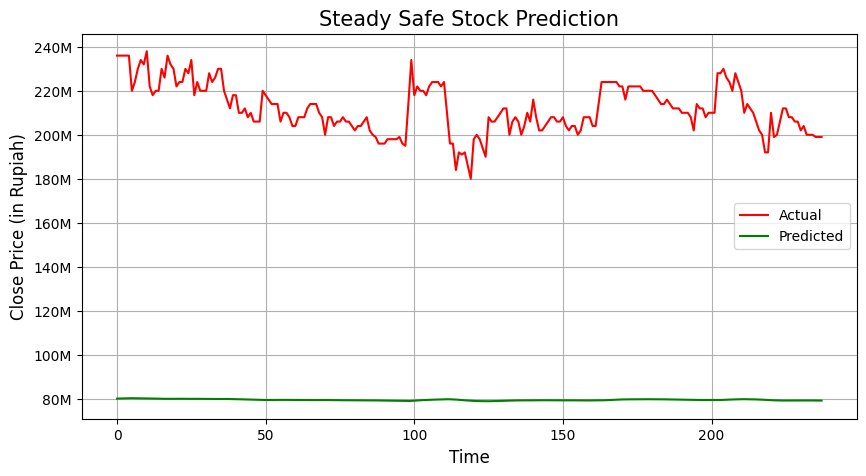 Steady Safe Stock Prediction
Close Price (in Rupiah)
240M
220M
200M
180M
160M
140M
120M
100M
80M
Actual
Predicted
0
50
100
150
200
Time